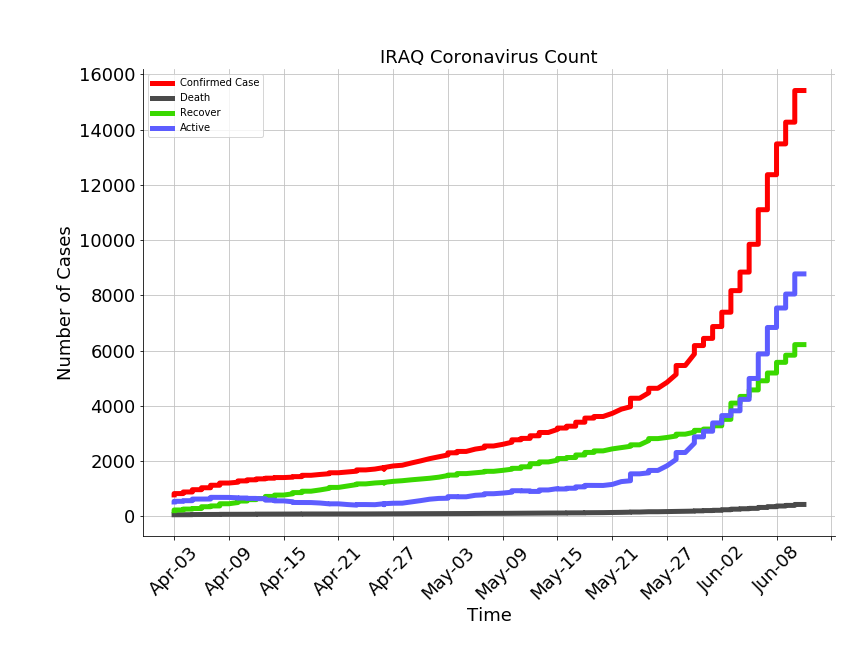 IRAQ Coronavirus Count
Confirmed Case
Death
Recover
Active
Number of Cases
16000
14000
12000
10000
8000
6000
4000
2000
0
Apr-03
Apr-09
Apr-15
Apr-21
Apr-27
May-03
May-09
May-15
May-21
May-27
Jun-02
Jun-08
Time